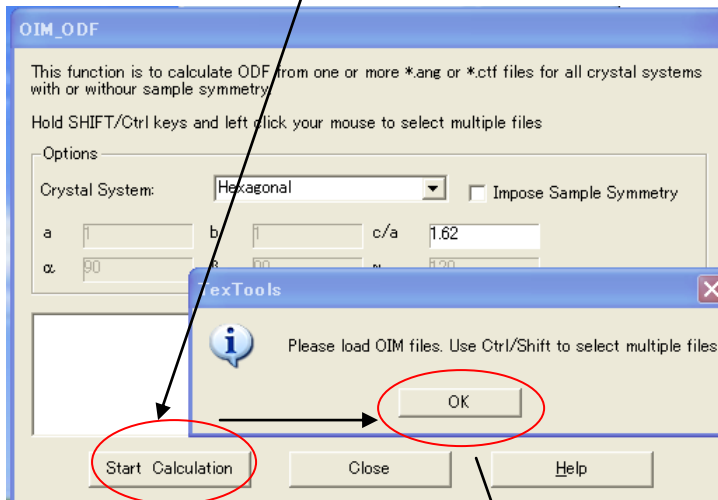 OIM_ODF
This function is to calculate ODF from one or more *.ang or *.ctf files for all crystal systems
with or withour sample symmetry
Hold SHIFT/Ctrl keys and left click your mouse to select multiple files
Options
Crystal System: Hexagonal Impose Sample Symmetry
a 1 b 1 c/a 1.62
α 90 90 120
TexTools
Please load OIM files. Use Ctrl/Shift to select multiple files
OK
Start Calculation Close Help